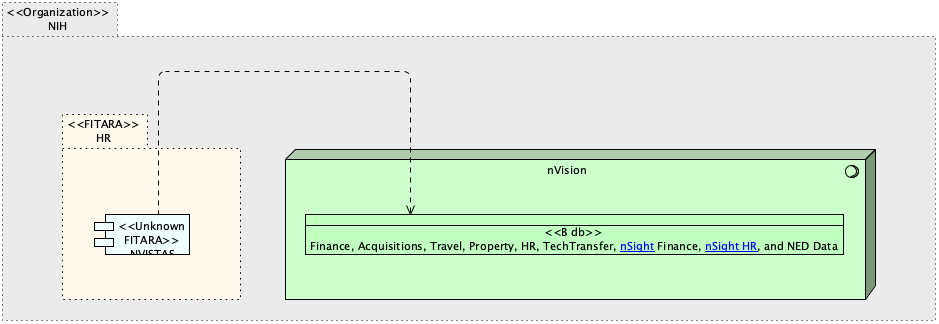 <<Organization>>
NIH
<<FITARA>>
HR
nVision
<<Unknown
FITARA>>
NVISTAS
<<B db>>
Finance, Acquisitions, Travel, Property, HR, TechTransfer, nSight Finance, nSight HR, and NED Data